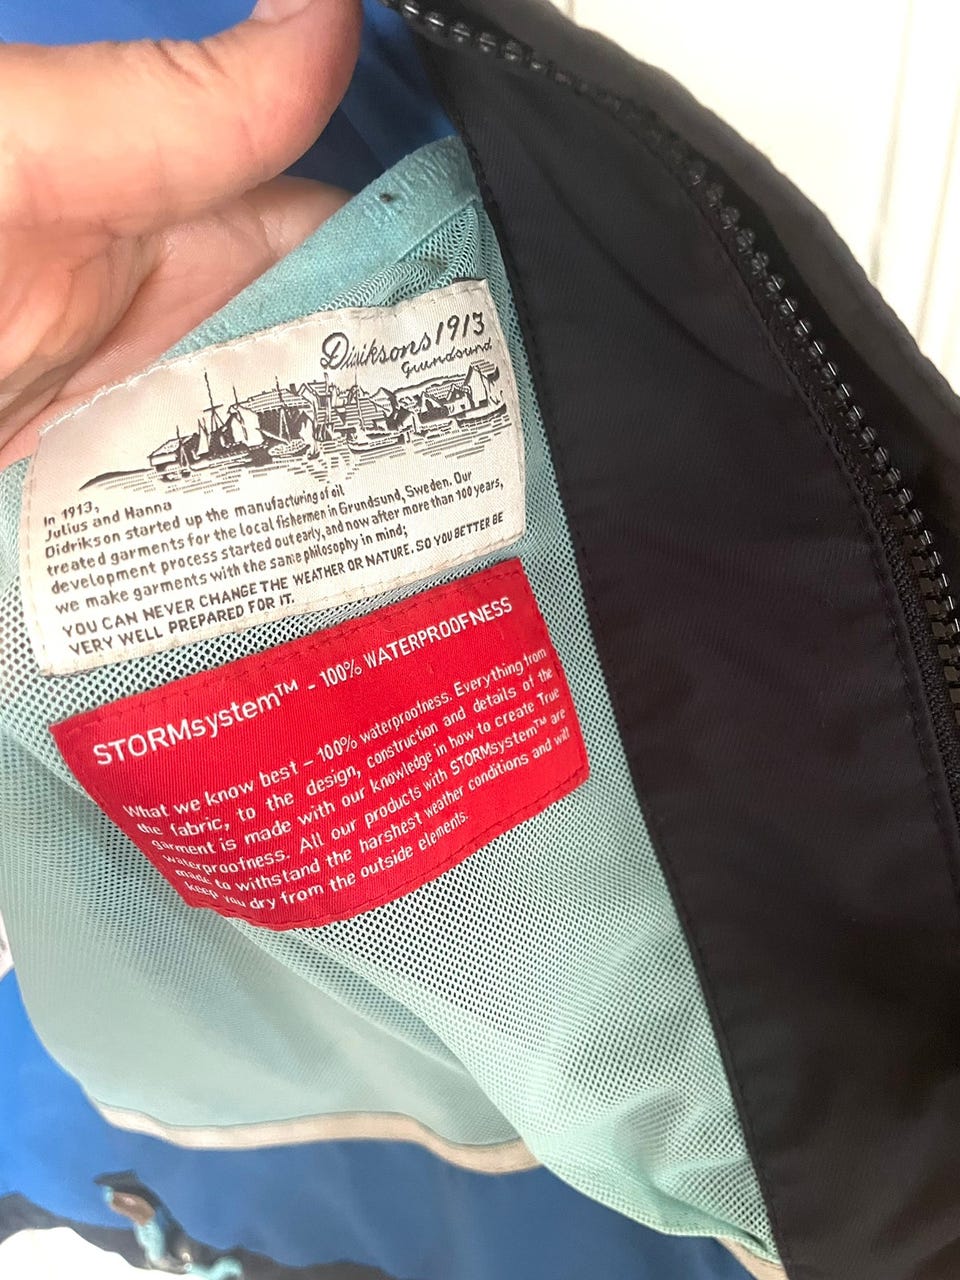 Didriksons1913
Grundsund
In 1913,
Julius and Hanna
Didrikson started up the manufacturing of oil
treated garments for the local fishermen in Grundsund, Sweden. Our
development process started out early, and now after more than 100 years,
we make garments with the same philosophy in mind;
YOU CAN NEVER CHANGE THE WEATHER OR NATURE. SO YOU BETTER BE
VERY WELL PREPARED FOR IT.
STORMsystem™ - 100% WATERPROOFNESS
What we know best - 100% waterproofness. Everything from
the fabric, to the design, construction and details of the
garment is made with our knowledge in how to create True
waterproofness. All our products with STORMsystem™ are
made to withstand the harshest weather conditions and will
keep you dry from the outside elements.